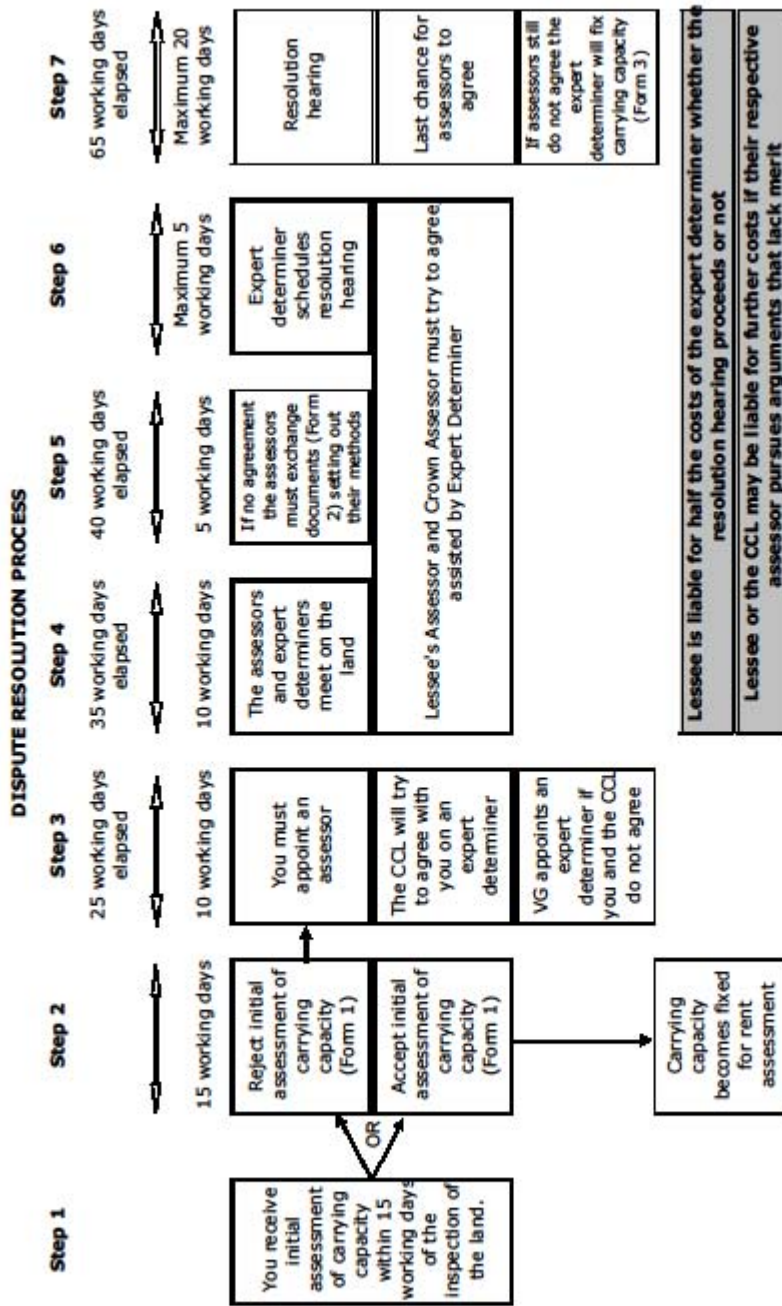 DISPUTE RESOLUTION PROCESS
Step 1
You receive
initial
assessment
of carrying
capacity
within 15
working days
of the
inspection of
the land.
OR
Step 2
15 working days
Reject initial
assessment of
carrying
capacity
(Form 1)
Accept initial
assessment of
carrying
capacity
(Form 1)
Carrying
capacity
becomes fixed
for rent
assessment
Step 3
25 working days
elapsed
10 working days
You must
appoint an
assessor
The CCL will try
to agree with
you on an
expert
determiner
VG appoints an
expert
determiner if
you and the CCL
do not agree
Step 4
35 working days
elapsed
10 working days
The assessors
and expert
determiners
meet on the
land
Step 5
40 working days
elapsed
5 working days
If no agreement
the assessors
must exchange
documents (Form
2) setting out
their methods
Step 6
Maximum 5
working days
Expert
determiner
schedules
resolution
hearing
Lessee's Assessor and Crown Assessor must try to agree
assisted by Expert Determiner
Step 7
65 working days
elapsed
Maximum 20
working days
Resolution
hearing
Last chance for
assessors to
agree
If assessors still
do not agree the
expert
determiner will fix
carrying capacity
(Form 3)
Lessee is liable for half the costs of the expert determiner whether the
resolution hearing proceeds or not
Lessee or the CCL may be liable for further costs if their respective
assessor pursues arguments that lack merit